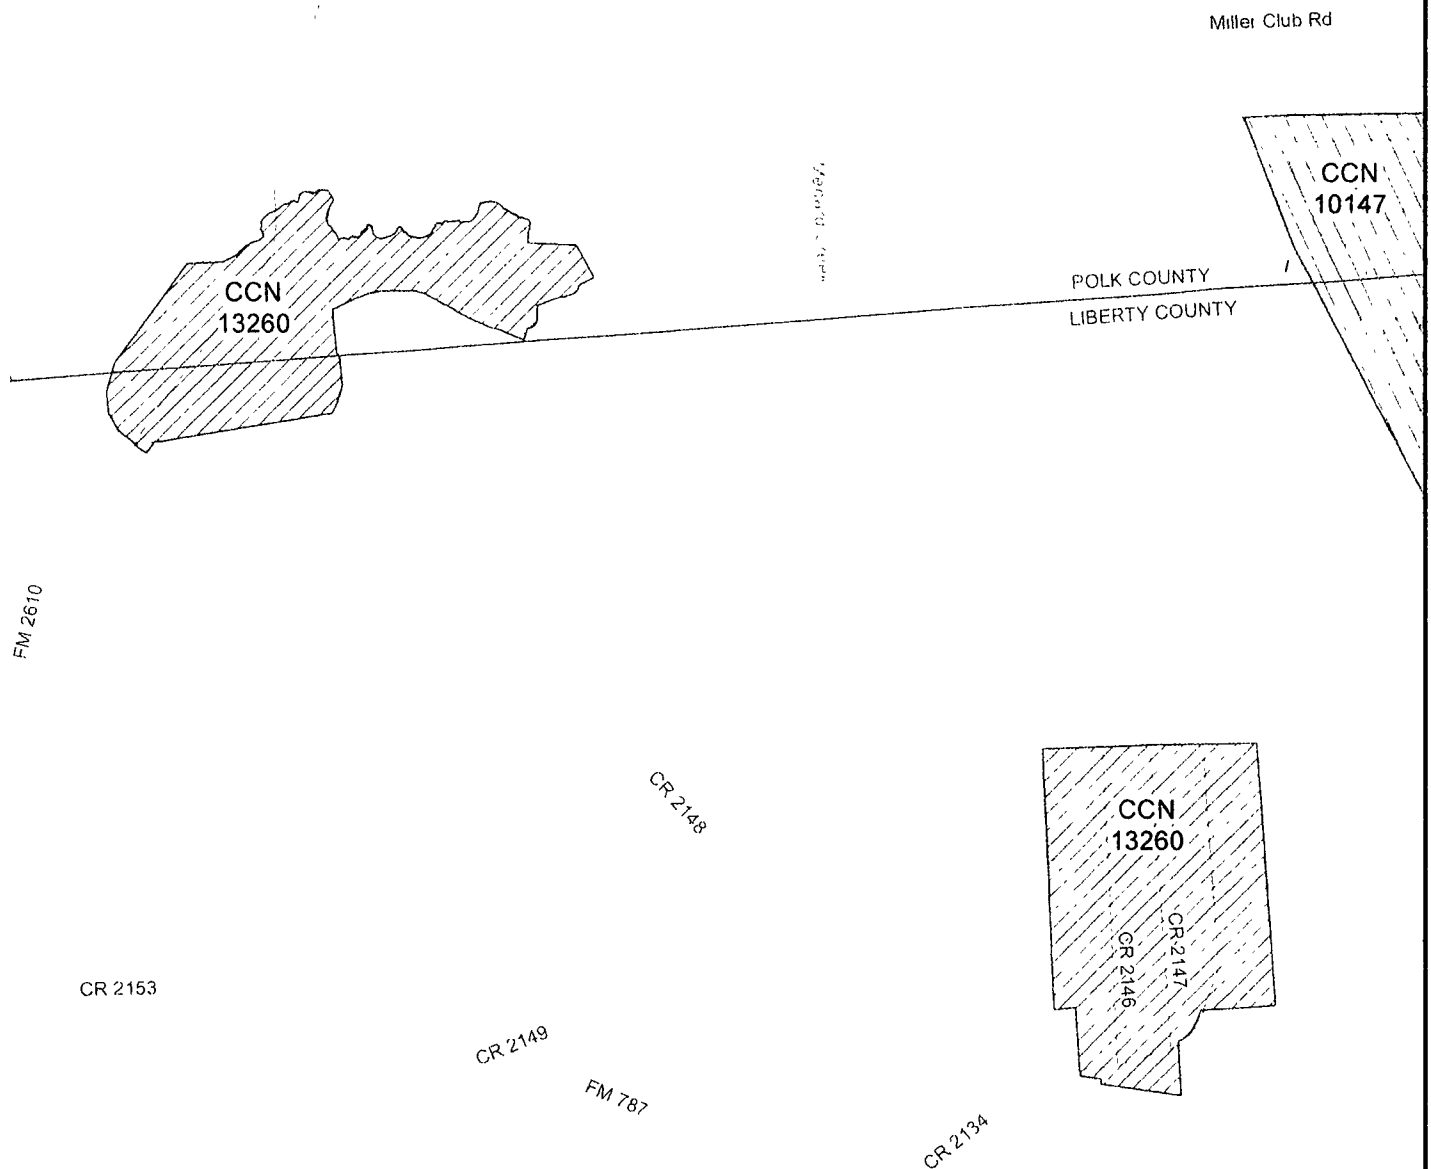 Miller Club Rd
CCN
10147
POLK COUNTY
LIBERTY COUNTY
CCN
13260
FM 2610
CR 2148
CCN
13260
CR 2147
CR 2146
CR 2153
CR 2149
FM 787
CR 2134